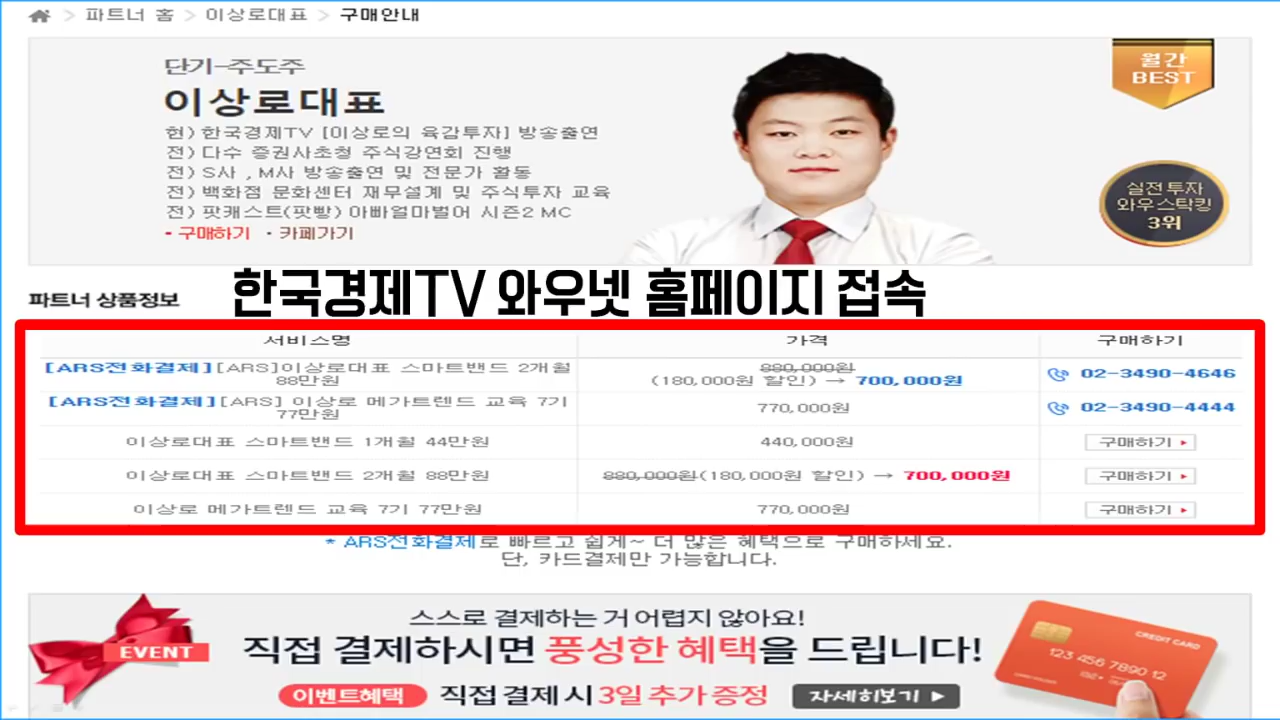 파트너 홈 > 이상로대표 > 구매안내
단기-주도주
이상로대표
현) 한국경제TV [이상로의 육감투자] 방송출연
전) 다수 증권사초청 주식강연회 진행
전) S사 , M사 방송출연 및 전문가 활동
전) 백화점 문화센터 재무설계 및 주식투자 교육
전) 팟캐스트(팟빵) 아빠얼마벌어 시즌2 MC
· 구매하기 · 카페가기
월간
BEST
실전 투자
와우 스탁킹
3위
한국경제TV 와우넷 홈페이지 접속
파트너 상품정보
서비스명 가격 구매하기
[ARS전화결제][ARS]이상로대표 스마트밴드 2개월
88만원
880,000원
(180,000원 할인) → 700,000원
02-3490-4646
[ARS전화결제][ARS] 이상로 메가트렌드 교육 7기
77만원
770,000원
02-3490-4444
이상로대표 스마트밴드 1개월 44만원 440,000원 구매하기 ▸
이상로대표 스마트밴드 2개월 88만원 880,000원(180,000원 할인) → 700,000원 구매하기 ▸
이상로 메가트렌드 교육 7기 77만원 770,000원 구매하기 ▸
* ARS전화결제로 빠르고 쉽게~ 더 많은 혜택으로 구매하세요.
단, 카드결제만 가능합니다.
EVENT
스스로 결제하는 거 어렵지 않아요!
직접 결제하시면 풍성한 혜택을 드립니다!
이벤트혜택 직접 결제 시 3일 추가 증정 자세히보기 ▶
CREDIT CARD
123 456 7890 12